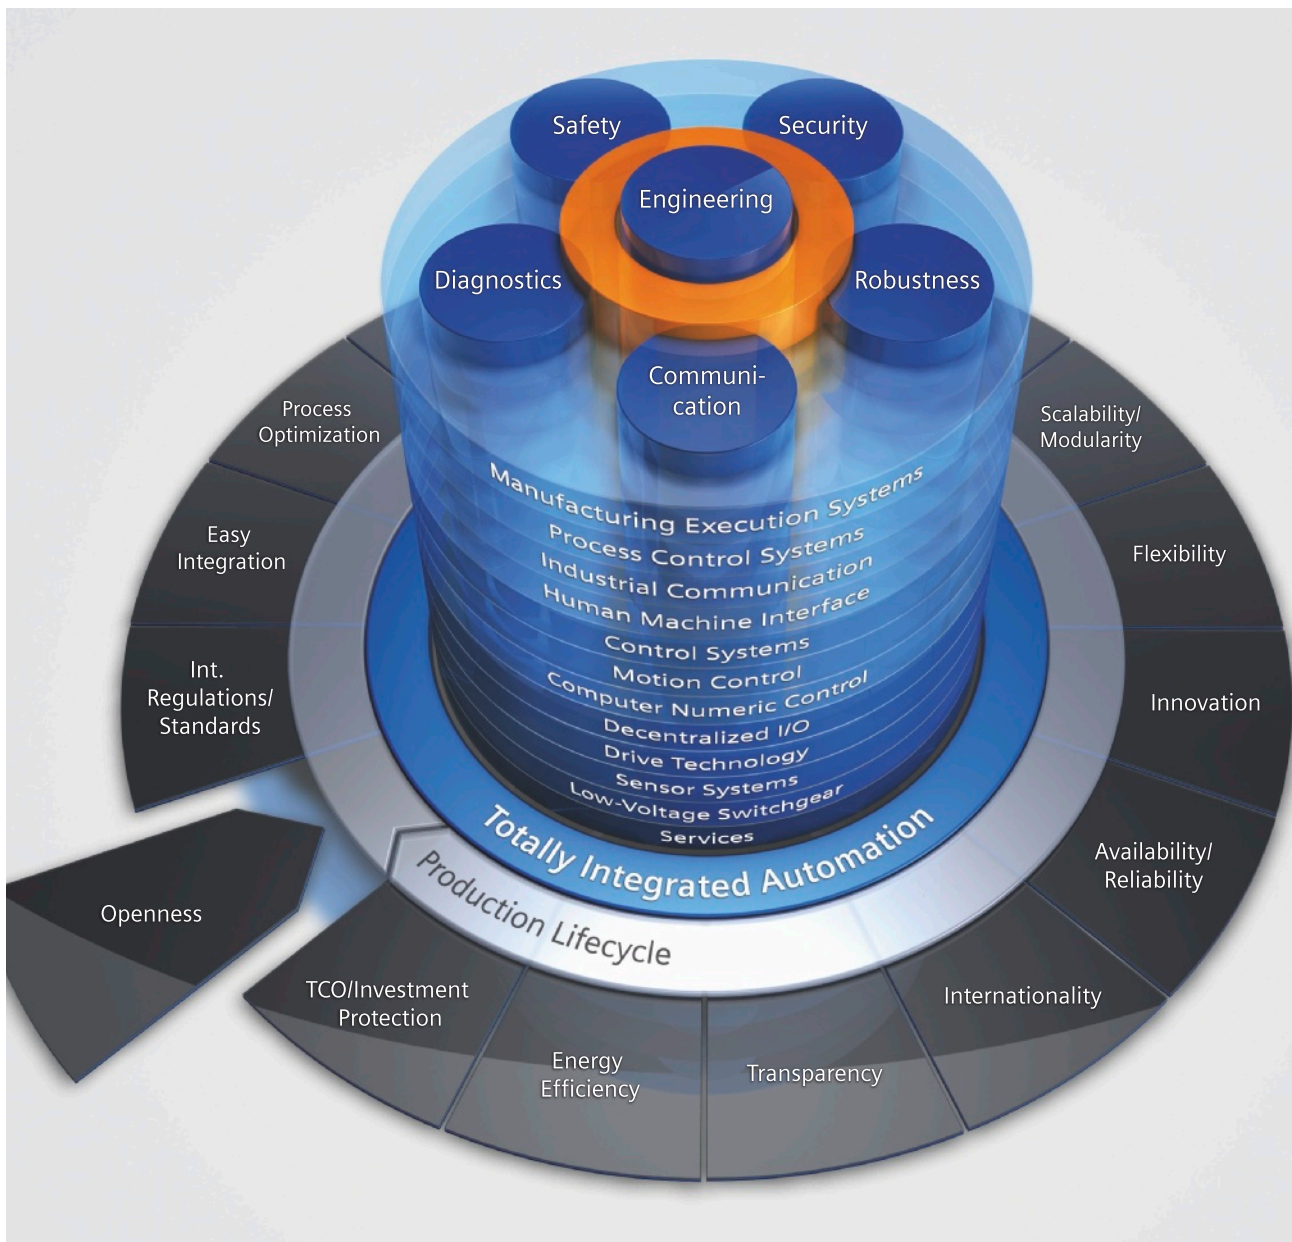 Safety
Security
Engineering
Diagnostics
Robustness
Communi-
cation
Manufacturing Execution Systems
Process Control Systems
Industrial Communication
Human Machine Interface
Control Systems
Motion Control
Computer Numeric Control
Decentralized I/O
Drive Technology
Sensor Systems
Low-Voltage Switchgear
Services
Totally Integrated Automation
Production Lifecycle
Process
Optimization
Easy
Integration
Int.
Regulations/
Standards
Openness
TCO/Investment
Protection
Energy
Efficiency
Transparency
Internationality
Availability/
Reliability
Innovation
Flexibility
Scalability/
Modularity